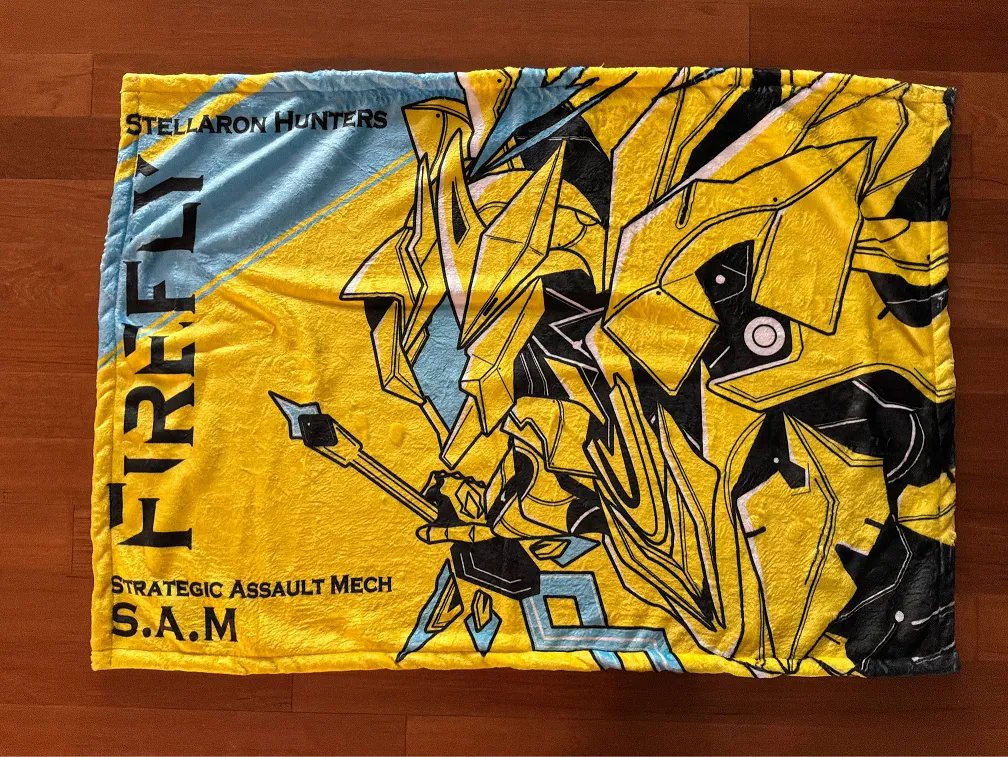 STELLARON HUNTERS
FIREFLY
STRATEGIC ASSAULT MECH
S.A.M